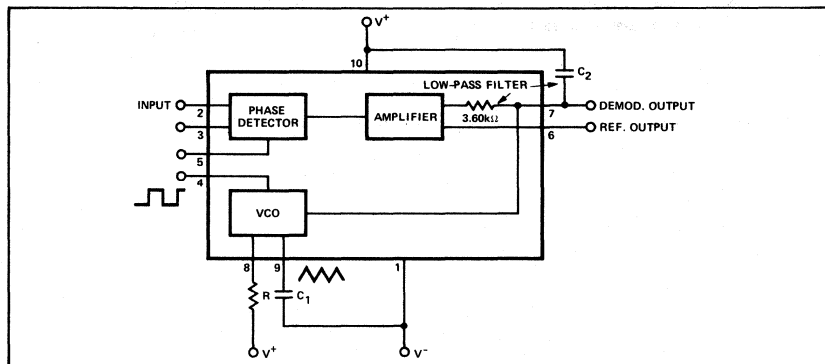 V+
10
C2
LOW-PASS FILTER
INPUT
2
PHASE
DETECTOR
AMPLIFIER
3.60kΩ
7
DEMOD. OUTPUT
3
6
REF. OUTPUT
5
4
VCO
8
9
1
R
C1
V+
V-